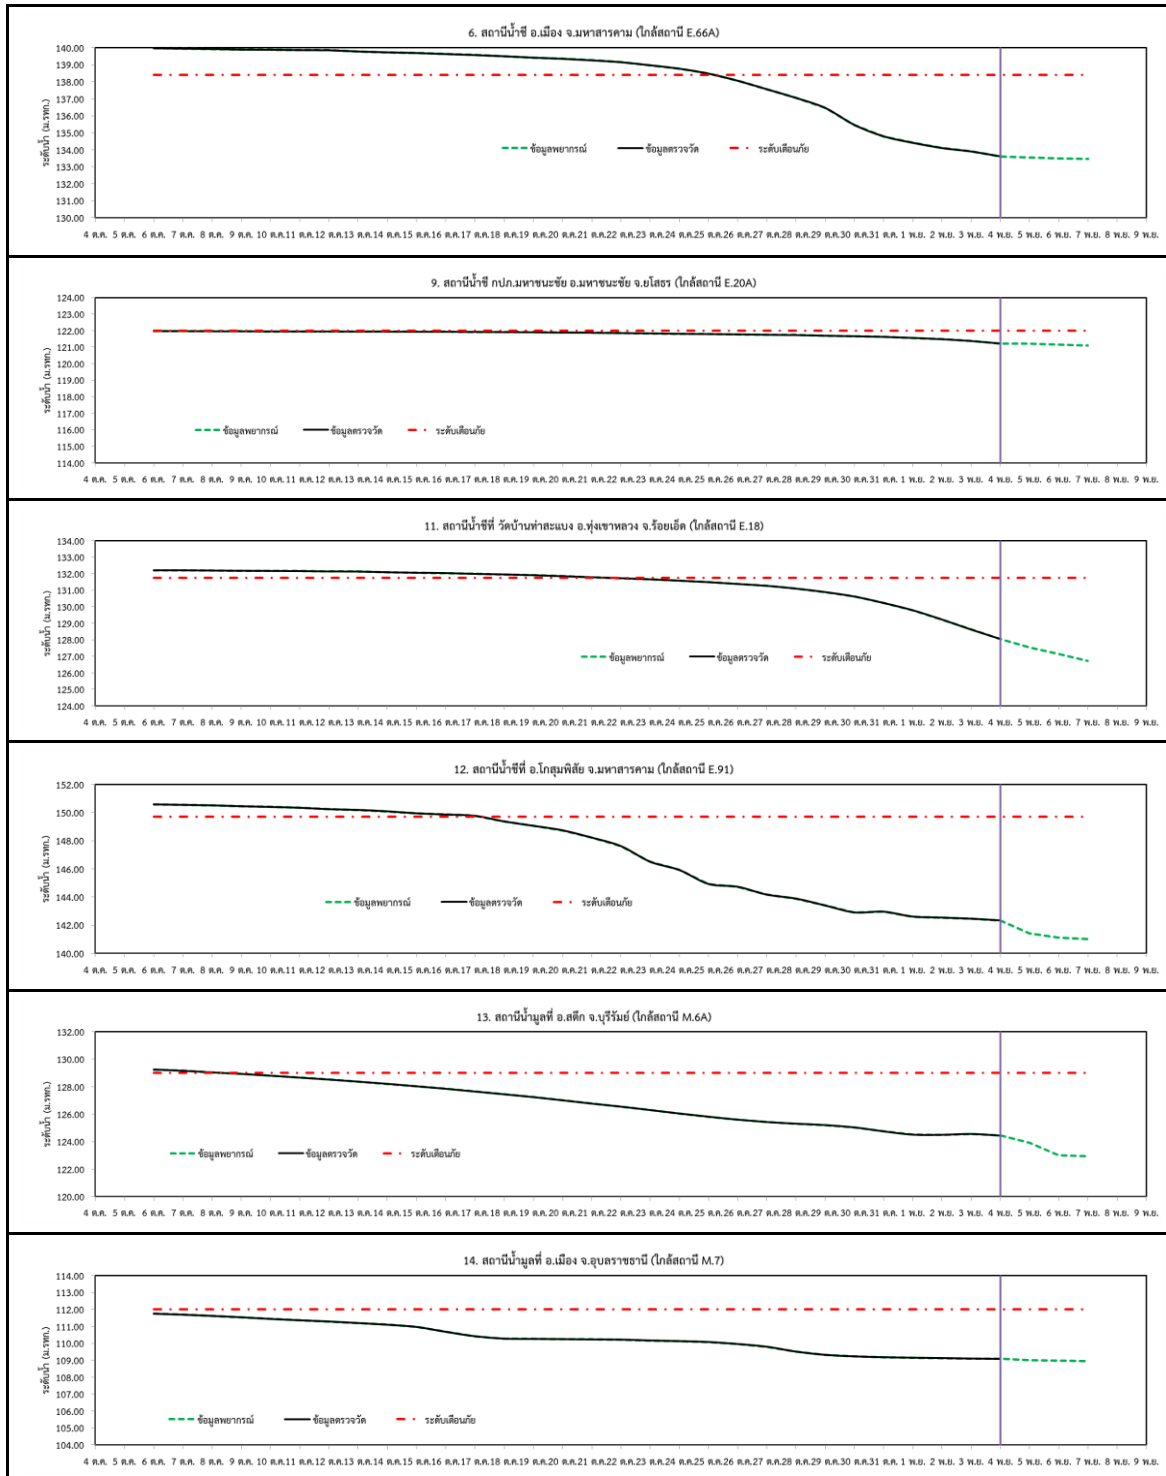 6. สถานีน้ำชี อ.เมือง จ.มหาสารคาม (ใกล้สถานี E.66A)
140.00
139.00
138.00
137.00
136.00
135.00
134.00
133.00
132.00
131.00
130.00
ระดับน้ำ (ม.รทก.)
ข้อมูลพยากรณ์ ข้อมูลตรวจวัด ระดับเตือนภัย
4 ต.ค. 5 ต.ค. 6 ต.ค. 7 ต.ค. 8 ต.ค. 9 ต.ค. 10 ต.ค.11 ต.ค.12 ต.ค.13 ต.ค.14 ต.ค.15 ต.ค.16 ต.ค.17 ต.ค.18 ต.ค.19 ต.ค.20 ต.ค.21 ต.ค.22 ต.ค.23 ต.ค.24 ต.ค.25 ต.ค.26 ต.ค.27 ต.ค.28 ต.ค.29 ต.ค.30 ต.ค.31 ต.ค. 1 พ.ย. 2 พ.ย. 3 พ.ย. 4 พ.ย. 5 พ.ย. 6 พ.ย. 7 พ.ย. 8 พ.ย. 9 พ.ย.
9. สถานีน้ำชี กปภ.มหาชนะชัย อ.มหาชนะชัย จ.ยโสธร (ใกล้สถานี E.20A)
124.00
123.00
122.00
121.00
120.00
119.00
118.00
117.00
116.00
115.00
114.00
ระดับน้ำ (ม.รทก.)
ข้อมูลพยากรณ์ ข้อมูลตรวจวัด ระดับเตือนภัย
4 ต.ค. 5 ต.ค. 6 ต.ค. 7 ต.ค. 8 ต.ค. 9 ต.ค. 10 ต.ค.11 ต.ค.12 ต.ค.13 ต.ค.14 ต.ค.15 ต.ค.16 ต.ค.17 ต.ค.18 ต.ค.19 ต.ค.20 ต.ค.21 ต.ค.22 ต.ค.23 ต.ค.24 ต.ค.25 ต.ค.26 ต.ค.27 ต.ค.28 ต.ค.29 ต.ค.30 ต.ค.31 ต.ค. 1 พ.ย. 2 พ.ย. 3 พ.ย. 4 พ.ย. 5 พ.ย. 6 พ.ย. 7 พ.ย. 8 พ.ย. 9 พ.ย.
11. สถานีน้ำชีที่ วัดบ้านท่าสะแบง อ.ทุ่งเขาหลวง จ.ร้อยเอ็ด (ใกล้สถานี E.18)
134.00
133.00
132.00
131.00
130.00
129.00
128.00
127.00
126.00
125.00
124.00
ระดับน้ำ (ม.รทก.)
ข้อมูลพยากรณ์ ข้อมูลตรวจวัด ระดับเตือนภัย
4 ต.ค. 5 ต.ค. 6 ต.ค. 7 ต.ค. 8 ต.ค. 9 ต.ค. 10 ต.ค.11 ต.ค.12 ต.ค.13 ต.ค.14 ต.ค.15 ต.ค.16 ต.ค.17 ต.ค.18 ต.ค.19 ต.ค.20 ต.ค.21 ต.ค.22 ต.ค.23 ต.ค.24 ต.ค.25 ต.ค.26 ต.ค.27 ต.ค.28 ต.ค.29 ต.ค.30 ต.ค.31 ต.ค. 1 พ.ย. 2 พ.ย. 3 พ.ย. 4 พ.ย. 5 พ.ย. 6 พ.ย. 7 พ.ย. 8 พ.ย. 9 พ.ย.
12. สถานีน้ำชีที่ อ.โกสุมพิสัย จ.มหาสารคาม (ใกล้สถานี E.91)
152.00
150.00
148.00
146.00
144.00
142.00
140.00
ระดับน้ำ (ม.รทก.)
ข้อมูลพยากรณ์ ข้อมูลตรวจวัด ระดับเตือนภัย
4 ต.ค. 5 ต.ค. 6 ต.ค. 7 ต.ค. 8 ต.ค. 9 ต.ค. 10 ต.ค.11 ต.ค.12 ต.ค.13 ต.ค.14 ต.ค.15 ต.ค.16 ต.ค.17 ต.ค.18 ต.ค.19 ต.ค.20 ต.ค.21 ต.ค.22 ต.ค.23 ต.ค.24 ต.ค.25 ต.ค.26 ต.ค.27 ต.ค.28 ต.ค.29 ต.ค.30 ต.ค.31 ต.ค. 1 พ.ย. 2 พ.ย. 3 พ.ย. 4 พ.ย. 5 พ.ย. 6 พ.ย. 7 พ.ย. 8 พ.ย. 9 พ.ย.
13. สถานีน้ำมูลที่ อ.สตึก จ.บุรีรัมย์ (ใกล้สถานี M.6A)
132.00
130.00
128.00
126.00
124.00
122.00
120.00
ระดับน้ำ (ม.รทก.)
ข้อมูลพยากรณ์ ข้อมูลตรวจวัด ระดับเตือนภัย
4 ต.ค. 5 ต.ค. 6 ต.ค. 7 ต.ค. 8 ต.ค. 9 ต.ค. 10 ต.ค.11 ต.ค.12 ต.ค.13 ต.ค.14 ต.ค.15 ต.ค.16 ต.ค.17 ต.ค.18 ต.ค.19 ต.ค.20 ต.ค.21 ต.ค.22 ต.ค.23 ต.ค.24 ต.ค.25 ต.ค.26 ต.ค.27 ต.ค.28 ต.ค.29 ต.ค.30 ต.ค.31 ต.ค. 1 พ.ย. 2 พ.ย. 3 พ.ย. 4 พ.ย. 5 พ.ย. 6 พ.ย. 7 พ.ย. 8 พ.ย. 9 พ.ย.
14. สถานีน้ำมูลที่ อ.เมือง จ.อุบลราชธานี (ใกล้สถานี M.7)
114.00
113.00
112.00
111.00
110.00
109.00
108.00
107.00
106.00
105.00
104.00
ระดับน้ำ (ม.รทก.)
ข้อมูลพยากรณ์ ข้อมูลตรวจวัด ระดับเตือนภัย
4 ต.ค. 5 ต.ค. 6 ต.ค. 7 ต.ค. 8 ต.ค. 9 ต.ค. 10 ต.ค.11 ต.ค.12 ต.ค.13 ต.ค.14 ต.ค.15 ต.ค.16 ต.ค.17 ต.ค.18 ต.ค.19 ต.ค.20 ต.ค.21 ต.ค.22 ต.ค.23 ต.ค.24 ต.ค.25 ต.ค.26 ต.ค.27 ต.ค.28 ต.ค.29 ต.ค.30 ต.ค.31 ต.ค. 1 พ.ย. 2 พ.ย. 3 พ.ย. 4 พ.ย. 5 พ.ย. 6 พ.ย. 7 พ.ย. 8 พ.ย. 9 พ.ย.